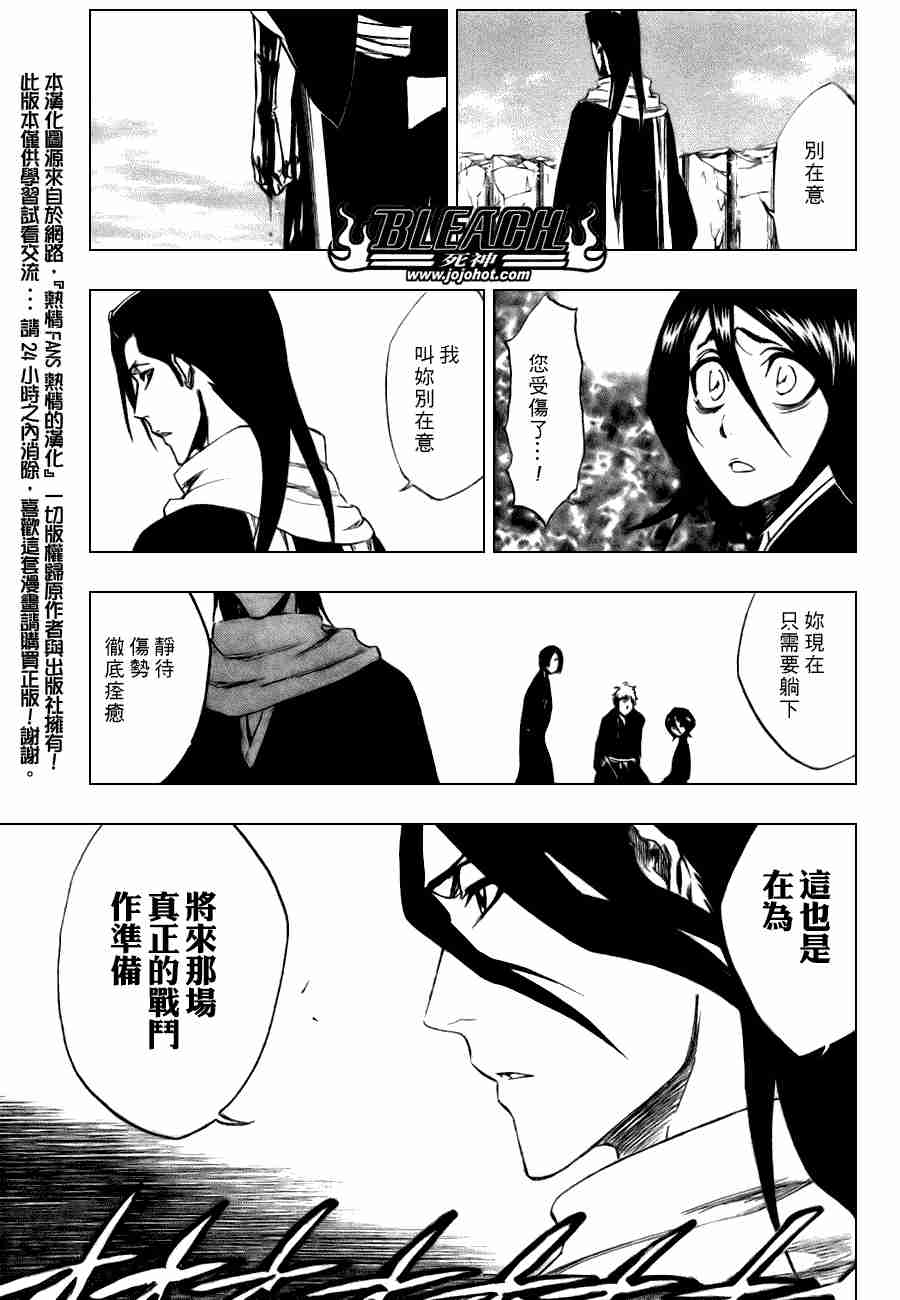 別在意
BLEACH
死神
www.jojohot.com
您受傷了…!
我
叫妳別在意
妳現在
只需要躺下
靜待
傷勢
徹底痊癒
這也是
在為
將來那場
真正的戰鬥
作準備
本漢化圖源來自於網路．『熱情FANS 熱情的漢化』一切版權歸原作者與出版社擁有!
此版本僅供學習試看交流… 請24小時之內消除．喜歡這套漫畫請購買正版! 謝謝。